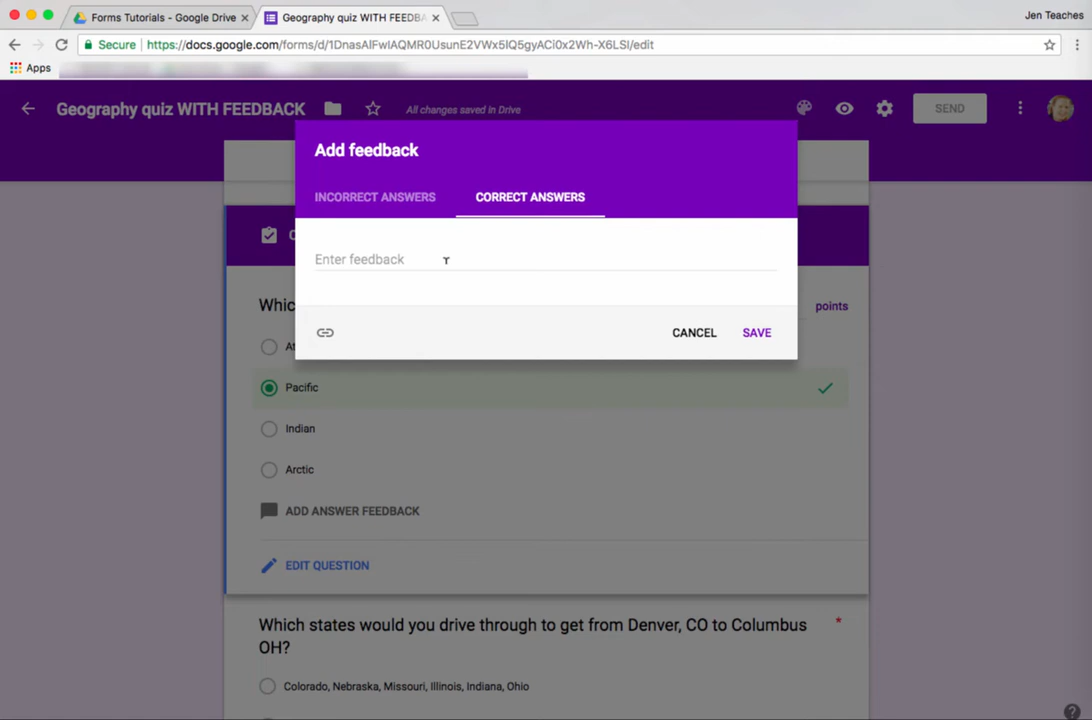 Forms Tutorials - Google Drive
Geography quiz WITH FEEDBA
Jen Teaches
Secure
https://docs.google.com/forms/d/1DnasAlFwIAQMR0UsunE2VWx5IQ5gyACi0x2Wh-X6LSI/edit
Apps
Geography quiz WITH FEEDBACK
All changes saved in Drive
SEND
Add feedback
INCORRECT ANSWERS
CORRECT ANSWERS
Enter feedback
points
CANCEL
SAVE
Pacific
Indian
Arctic
ADD ANSWER FEEDBACK
EDIT QUESTION
Which states would you drive through to get from Denver, CO to Columbus *
OH?
Colorado, Nebraska, Missouri, Illinois, Indiana, Ohio